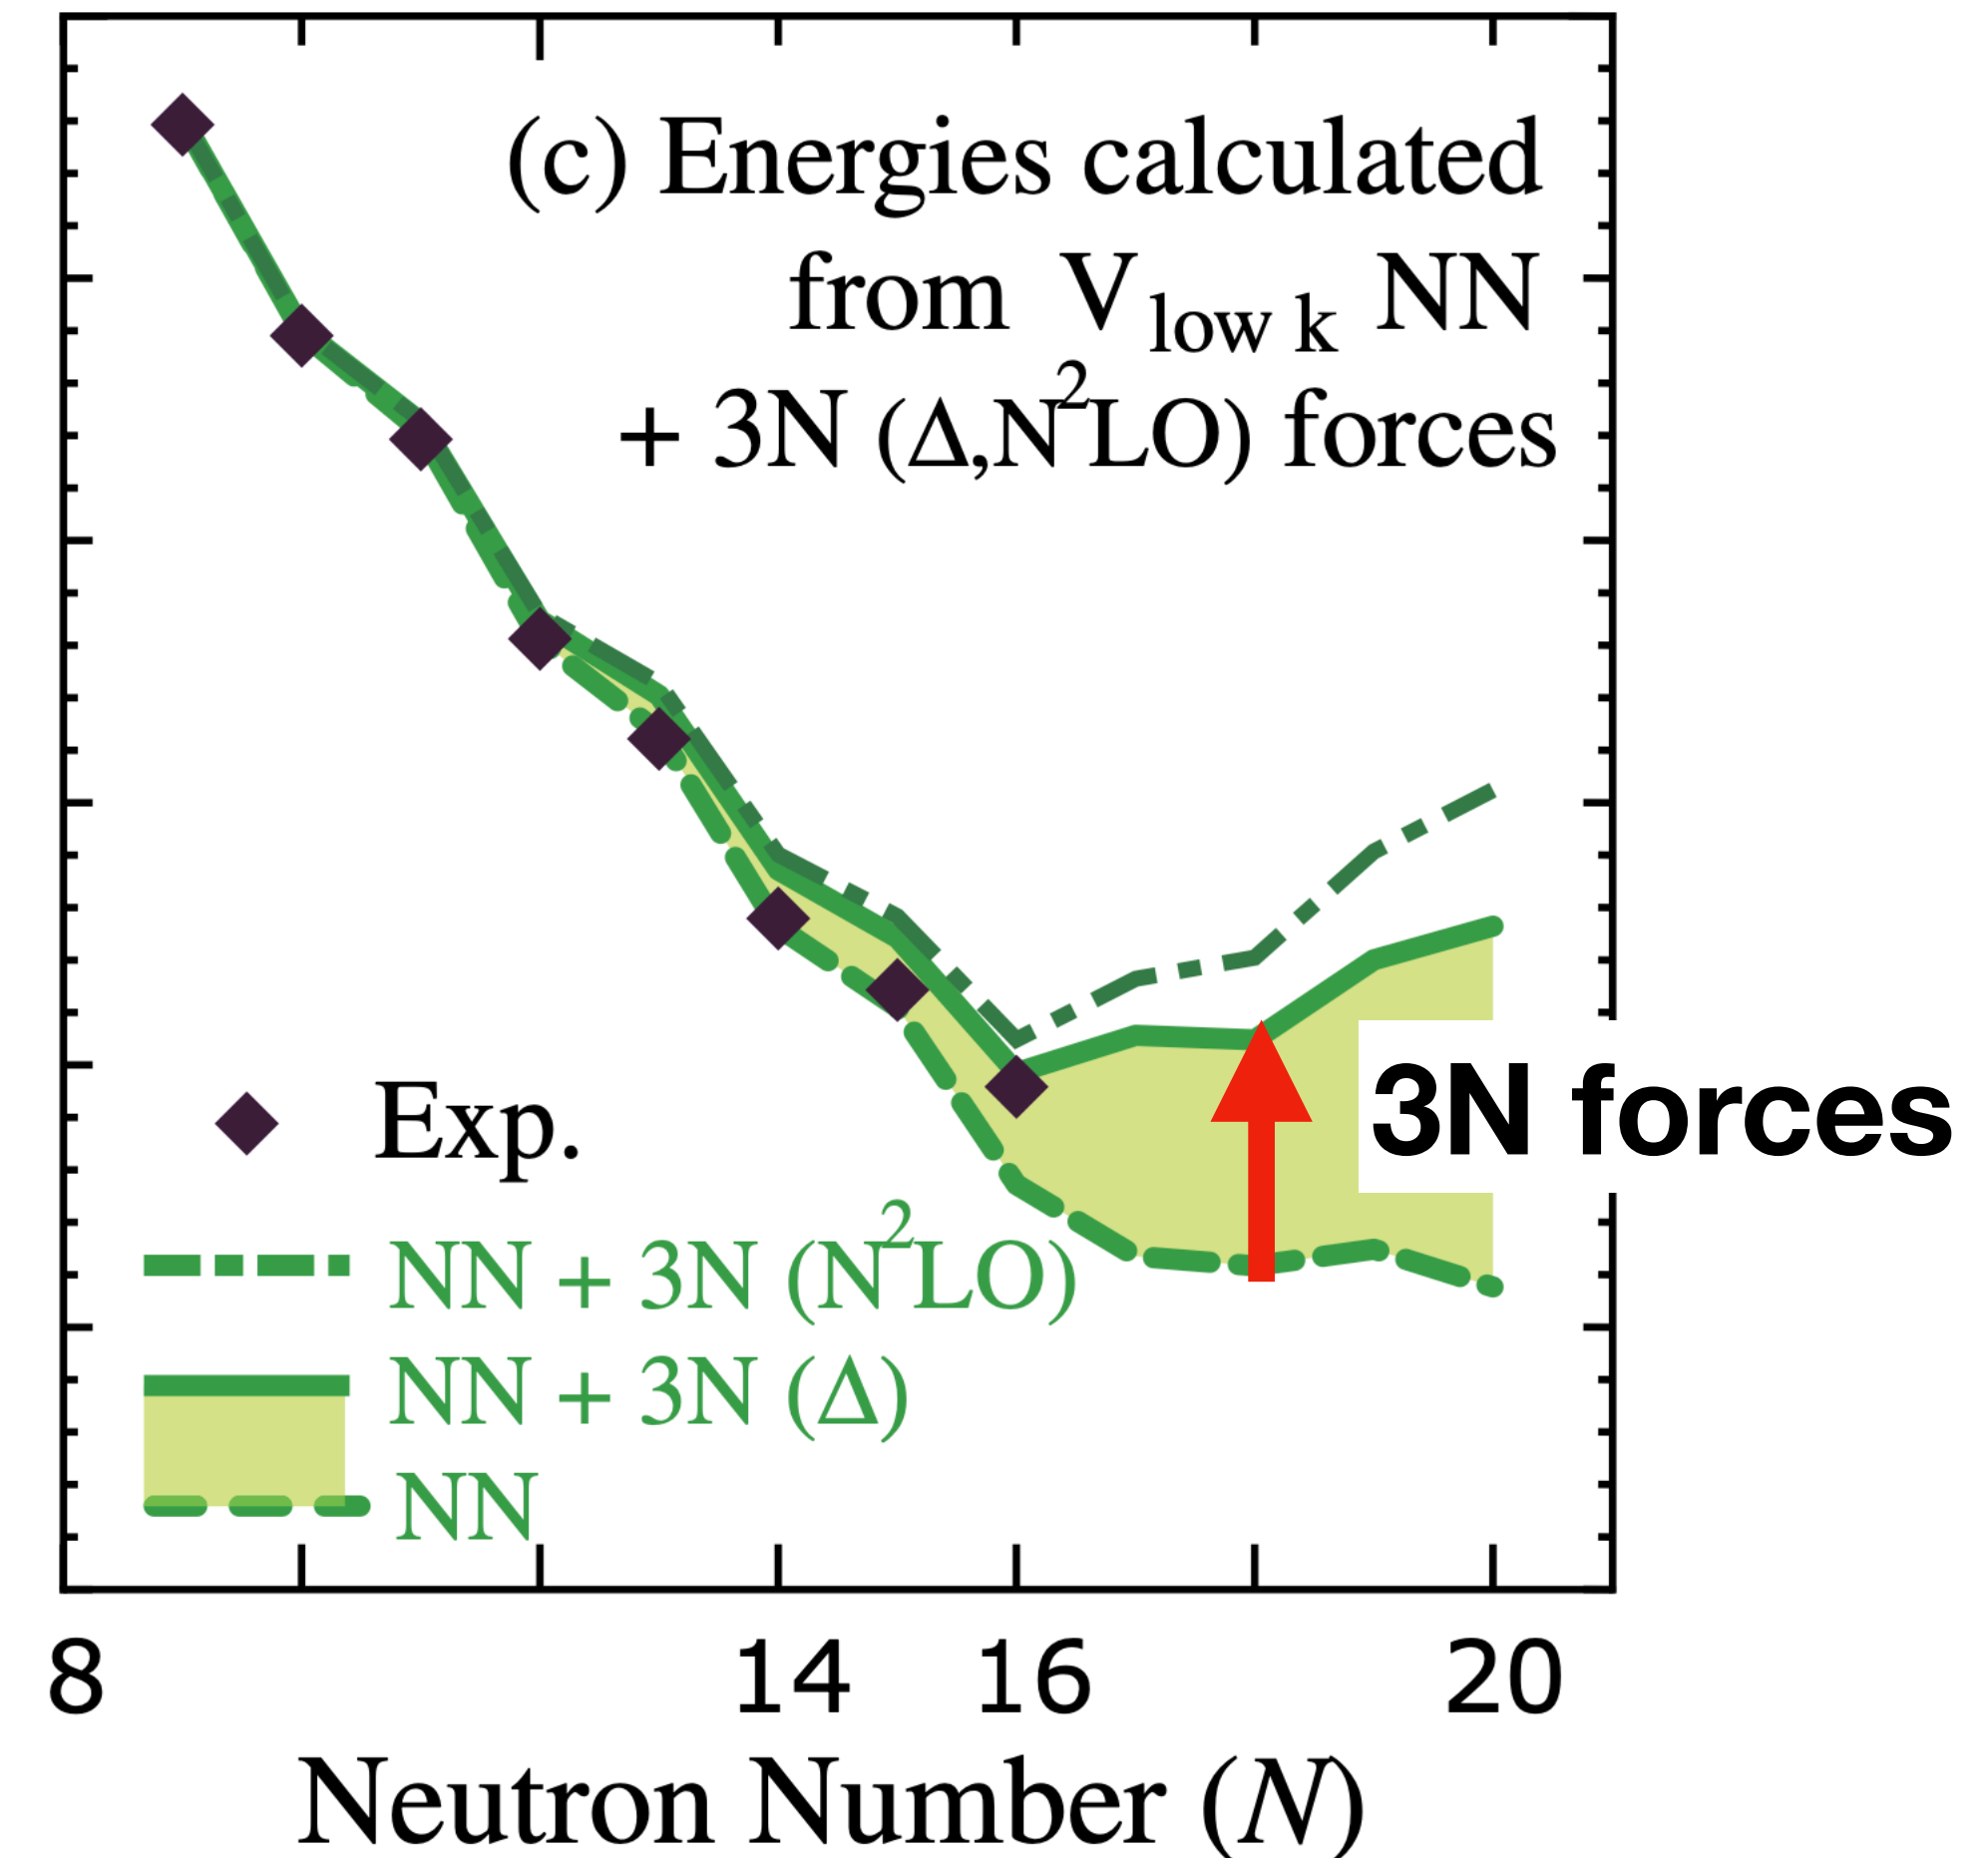 (c) Energies calculated
from V low k NN
+ 3N (Δ,N²LO) forces
3N forces
Exp.
NN + 3N (N²LO)
NN + 3N (Δ)
NN
8 14 16 20
Neutron Number (N)